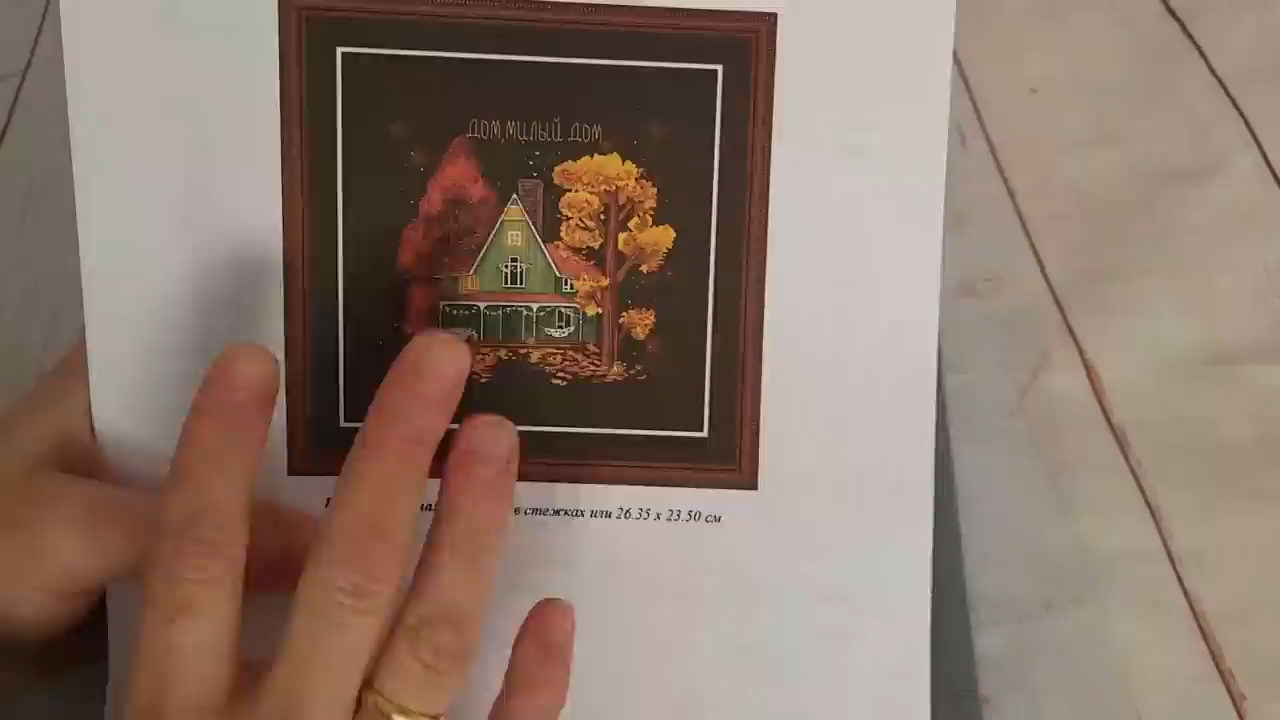 дом, милый дом
в стежках или 26.35 x 23.50 см